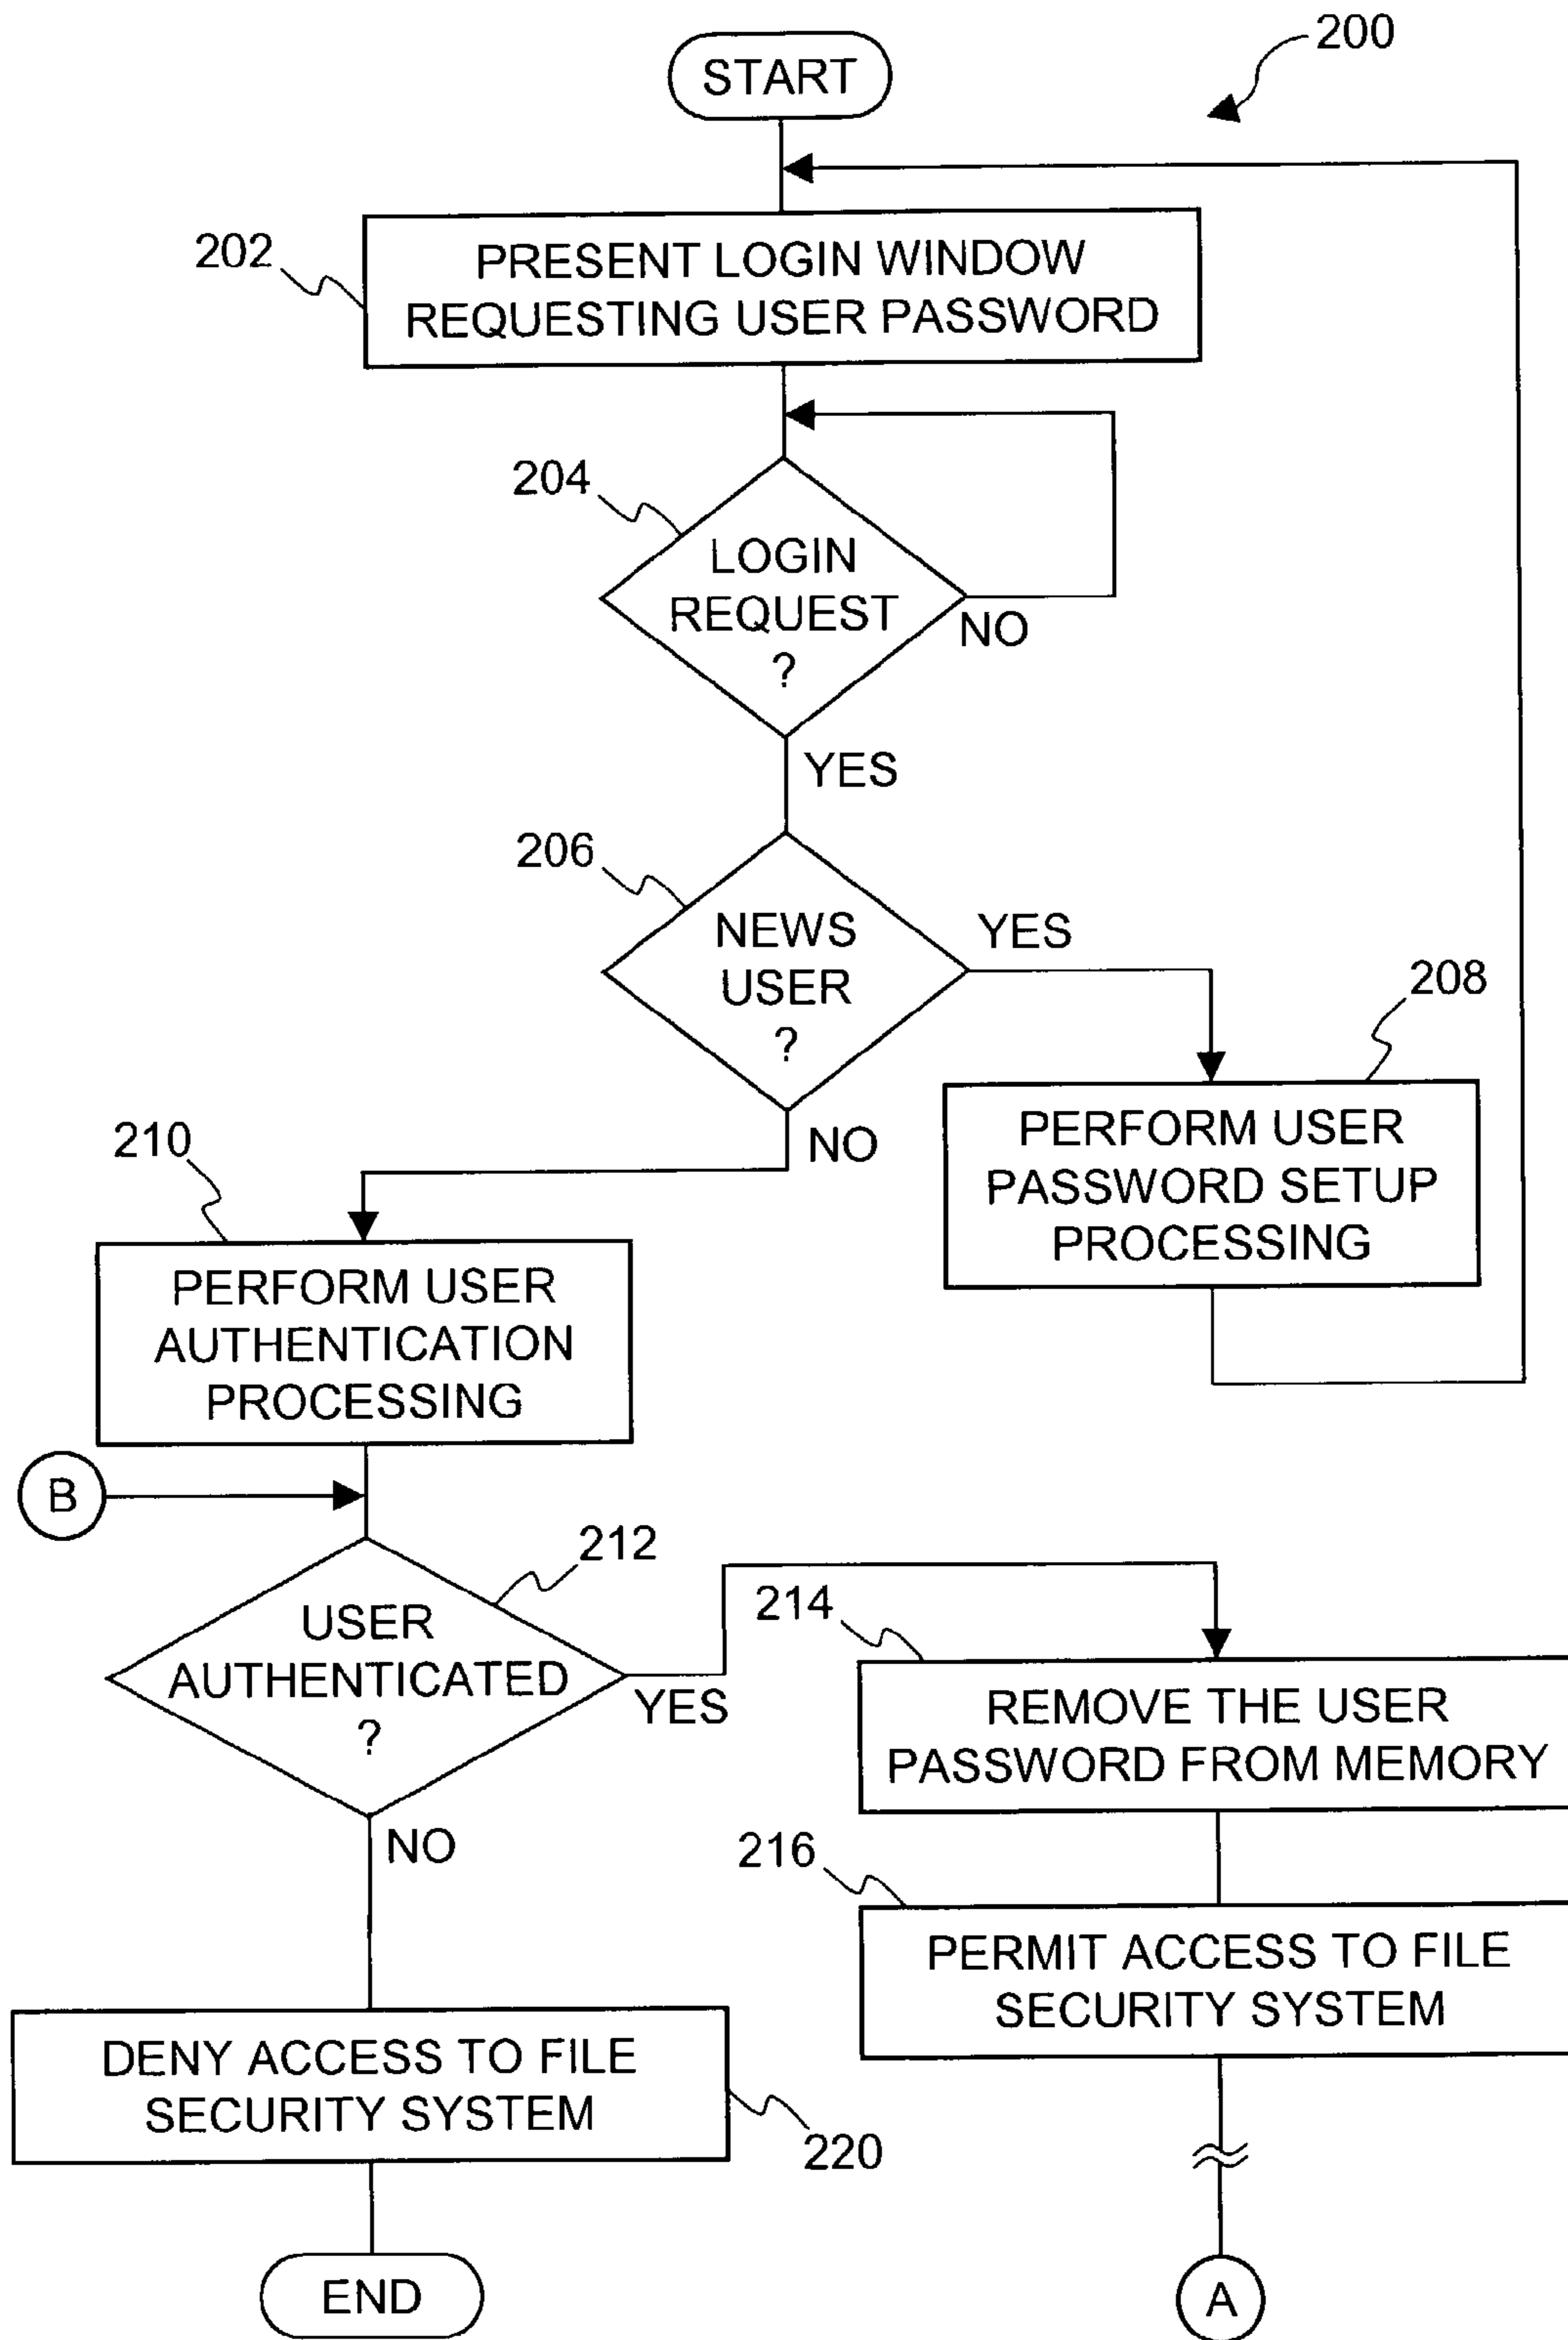 200
START
202
PRESENT LOGIN WINDOW
REQUESTING USER PASSWORD
204
LOGIN
REQUEST
?
NO
YES
206
NEWS
USER
?
YES
NO
208
PERFORM USER
PASSWORD SETUP
PROCESSING
210
PERFORM USER
AUTHENTICATION
PROCESSING
B
212
USER
AUTHENTICATED
?
YES
NO
214
REMOVE THE USER
PASSWORD FROM MEMORY
216
PERMIT ACCESS TO FILE
SECURITY SYSTEM
DENY ACCESS TO FILE
SECURITY SYSTEM
220
END
A